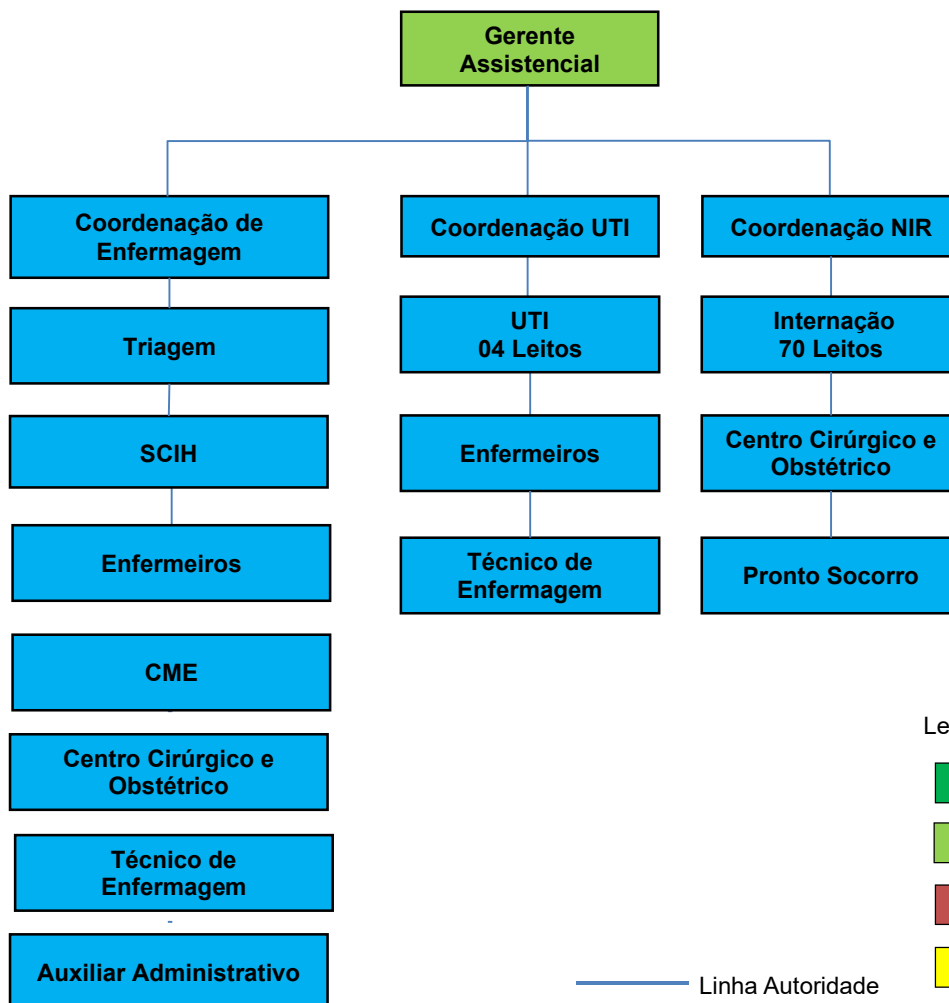 Gerente
Assistencial
Coordenação de
Enfermagem
Triagem
SCIH
Enfermeiros
CME
Centro Cirúrgico e
Obstétrico
Técnico de
Enfermagem
Auxiliar Administrativo
Coordenação UTI
UTI
04 Leitos
Enfermeiros
Técnico de
Enfermagem
Coordenação NIR
Internação
70 Leitos
Centro Cirúrgico e
Obstétrico
Pronto Socorro
Le
Linha Autoridade